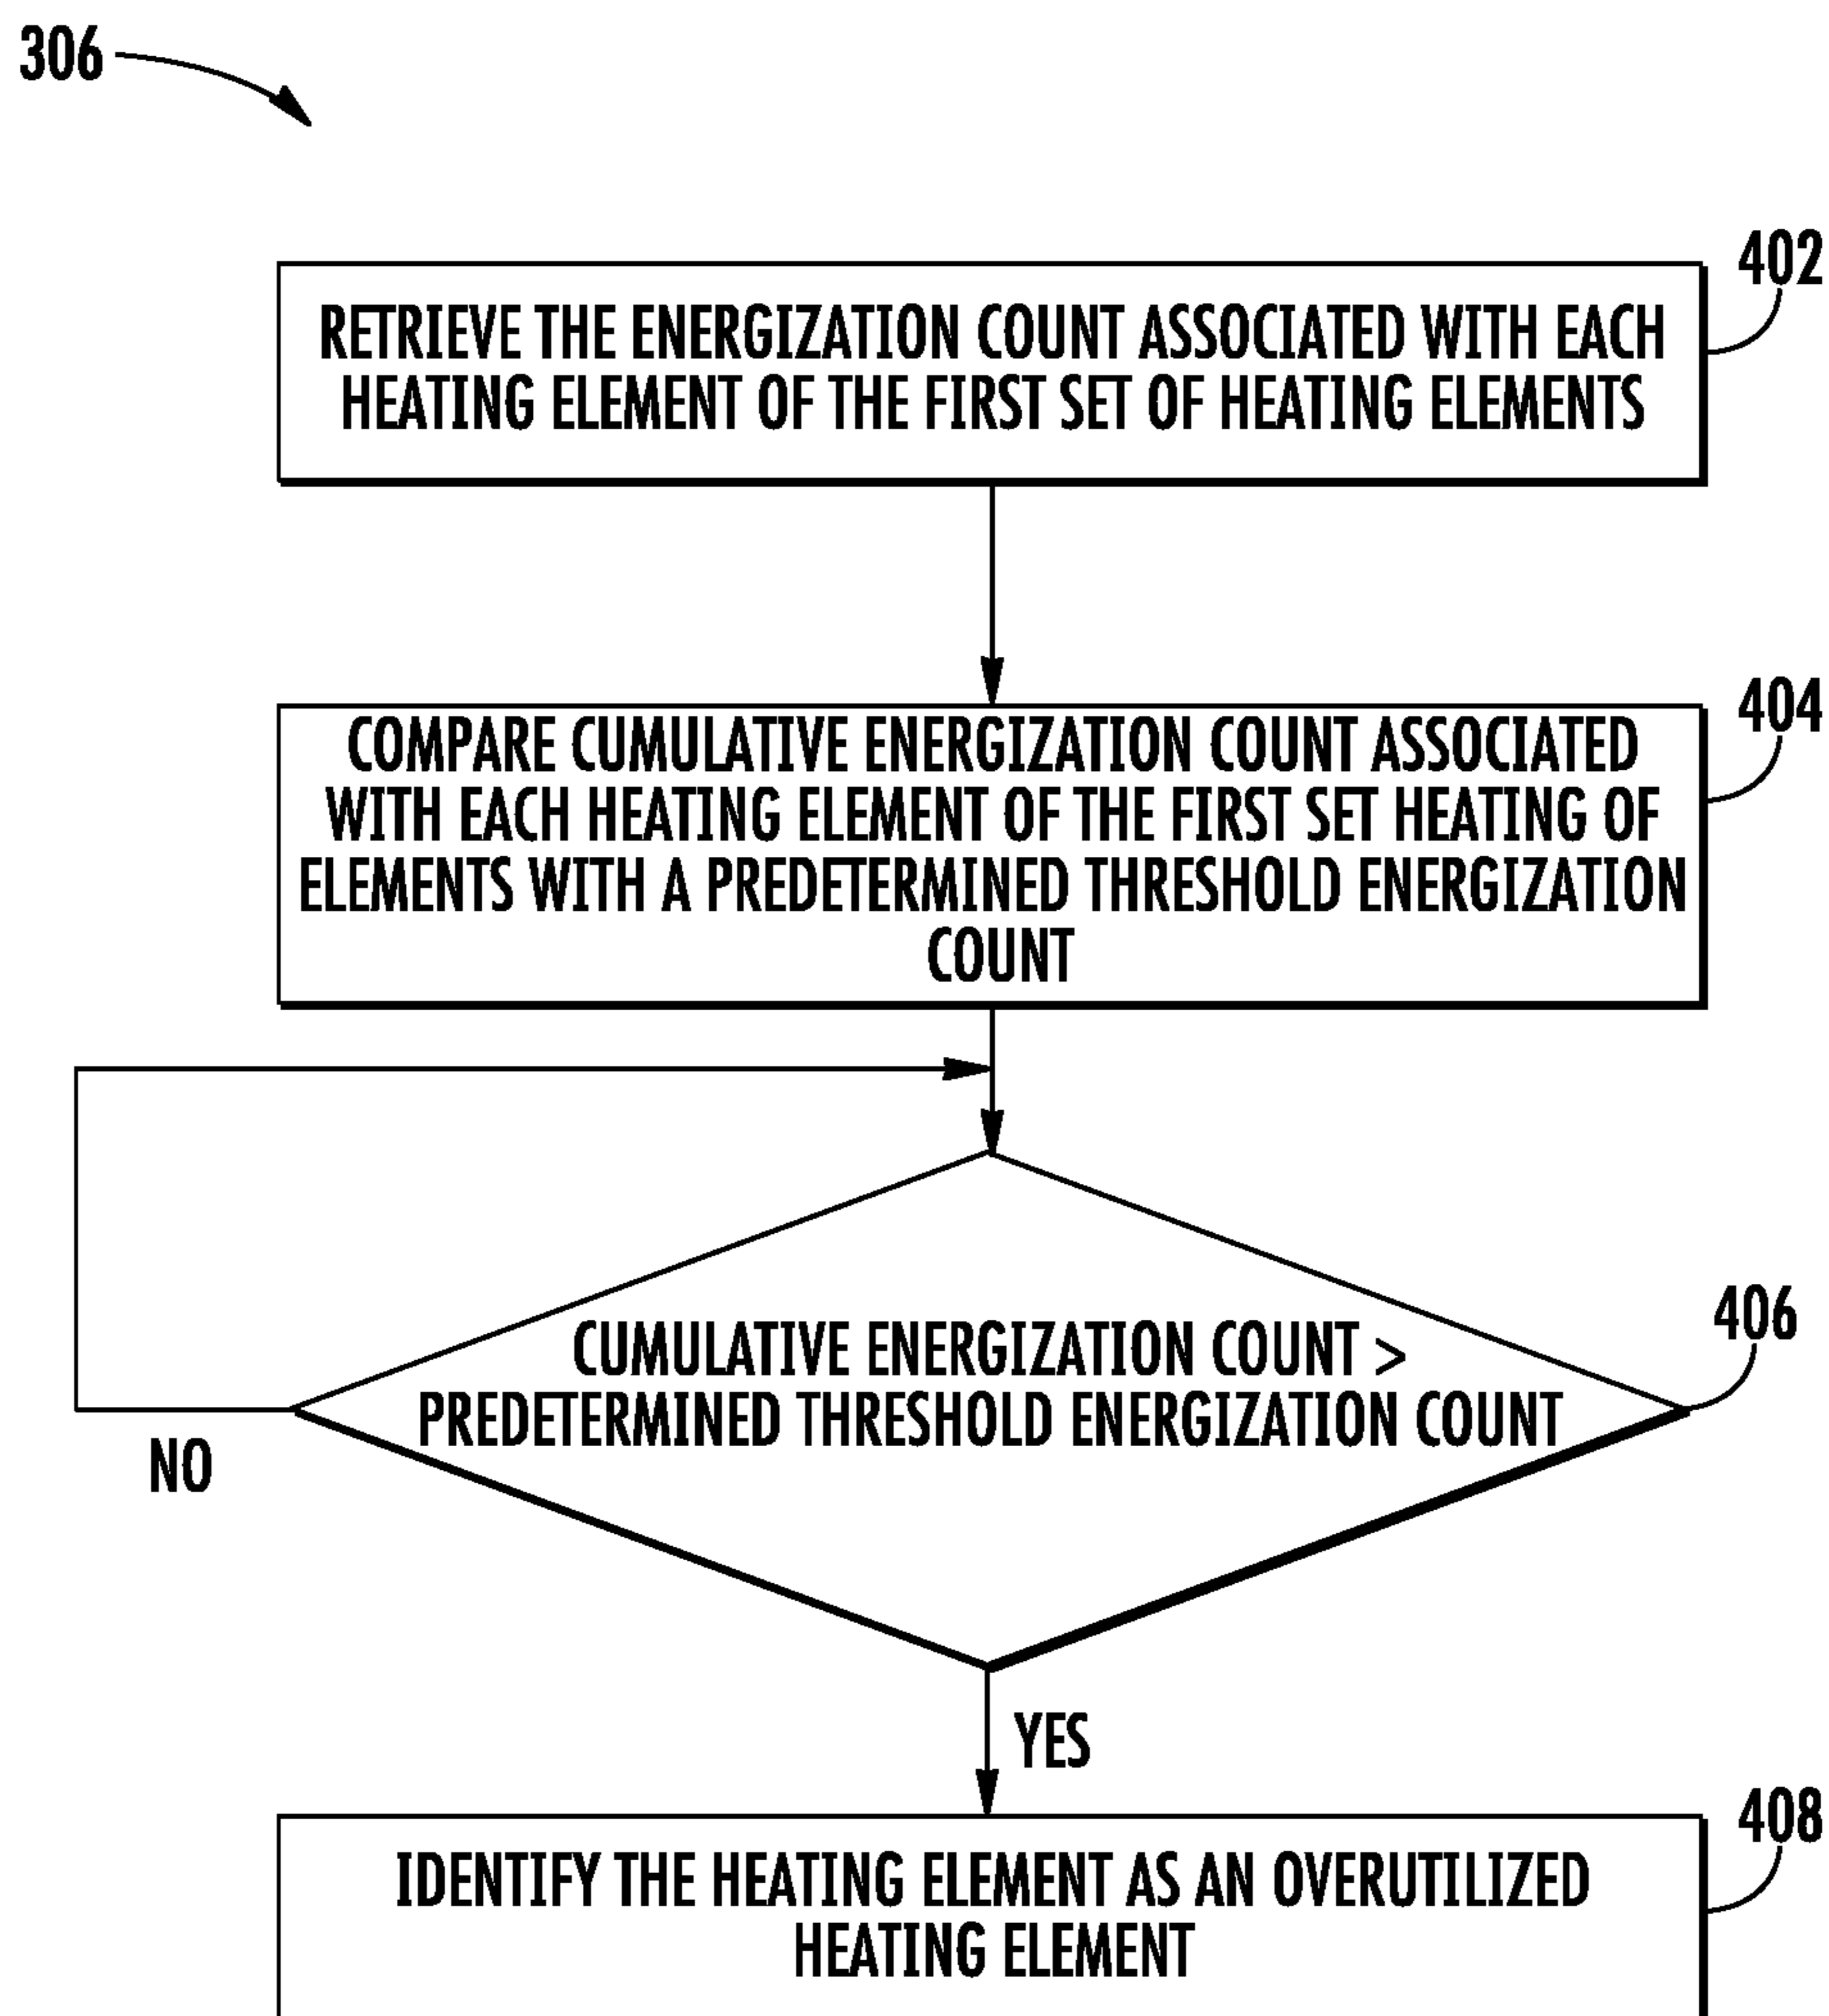 306
402
RETRIEVE THE ENERGIZATION COUNT ASSOCIATED WITH EACH
HEATING ELEMENT OF THE FIRST SET OF HEATING ELEMENTS
404
COMPARE CUMULATIVE ENERGIZATION COUNT ASSOCIATED
WITH EACH HEATING ELEMENT OF THE FIRST SET HEATING OF
ELEMENTS WITH A PREDETERMINED THRESHOLD ENERGIZATION
COUNT
406
CUMULATIVE ENERGIZATION COUNT >
PREDETERMINED THRESHOLD ENERGIZATION COUNT
NO
YES
408
IDENTIFY THE HEATING ELEMENT AS AN OVERUTILIZED
HEATING ELEMENT